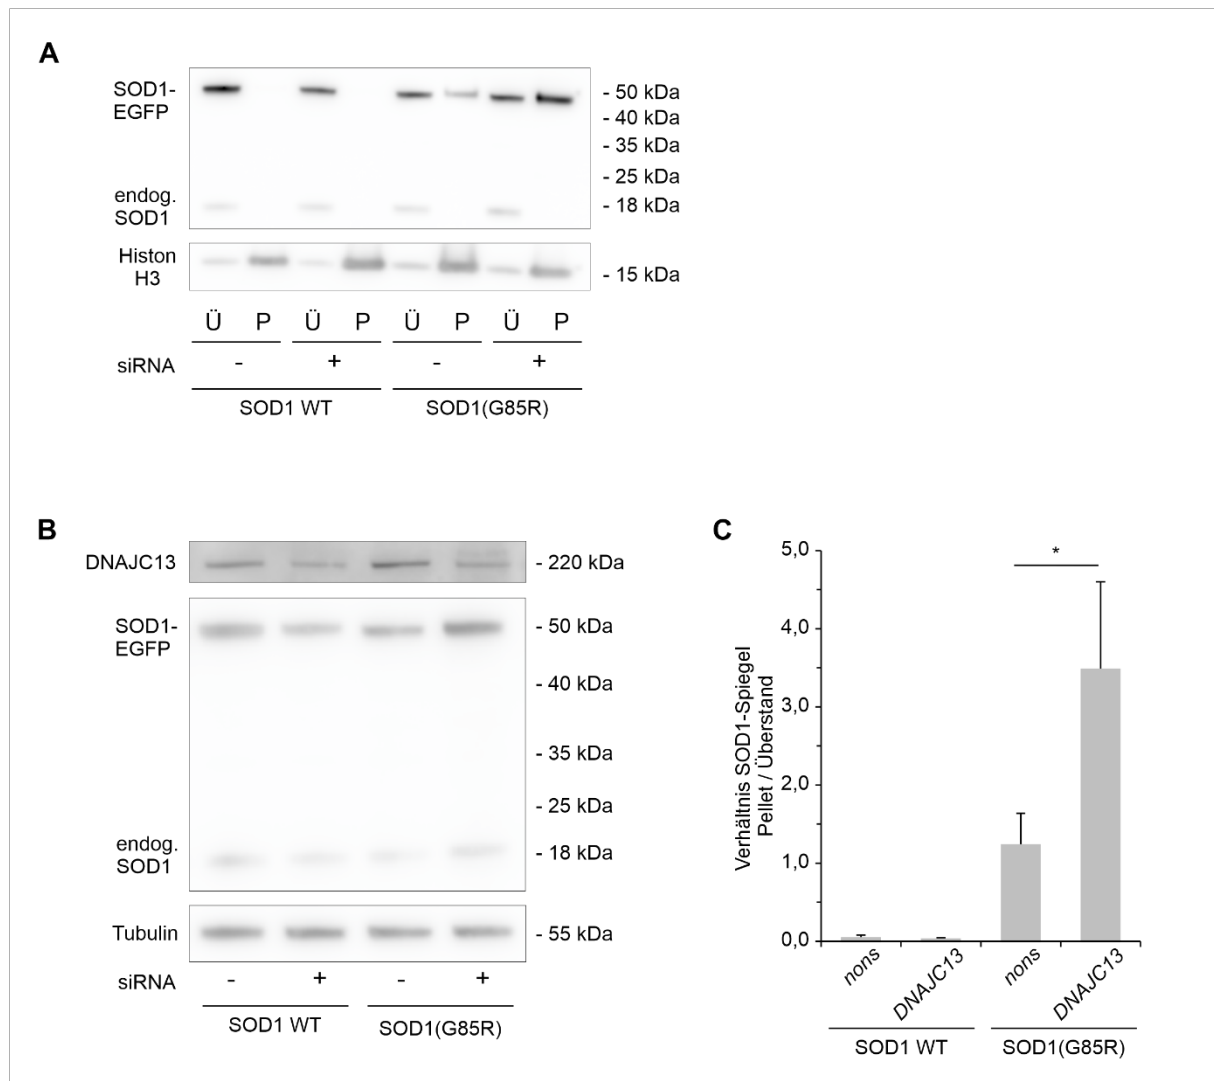 A
SOD1-
EGFP
- 50 kDa
- 40 kDa
- 35 kDa
- 25 kDa
endog.
SOD1
- 18 kDa
Histon
H3
- 15 kDa
Ü P Ü P Ü P Ü P
siRNA - + - +
SOD1 WT SOD1(G85R)
B
DNAJC13 - 220 kDa
SOD1-
EGFP
- 50 kDa
- 40 kDa
- 35 kDa
- 25 kDa
endog.
SOD1
- 18 kDa
Tubulin - 55 kDa
siRNA - + - +
SOD1 WT SOD1(G85R)
C
Verhältnis SOD1-Spiegel
Pellet / Überstand
5,0
4,0
3,0
2,0
1,0
0,0
*
nons DNAJC13 nons DNAJC13
SOD1 WT SOD1(G85R)